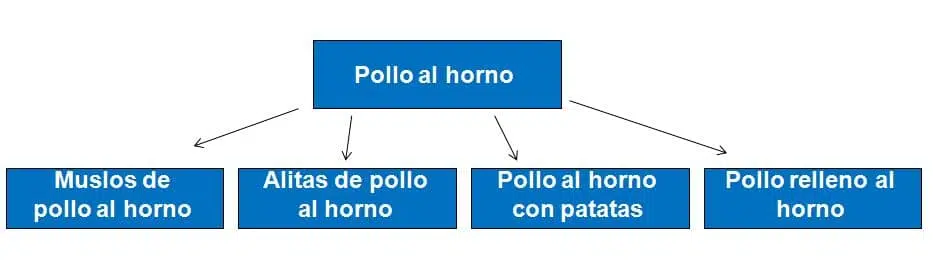 Pollo al horno
Muslos de
pollo al horno
Alitas de pollo
al horno
Pollo al horno
con patatas
Pollo relleno al
horno